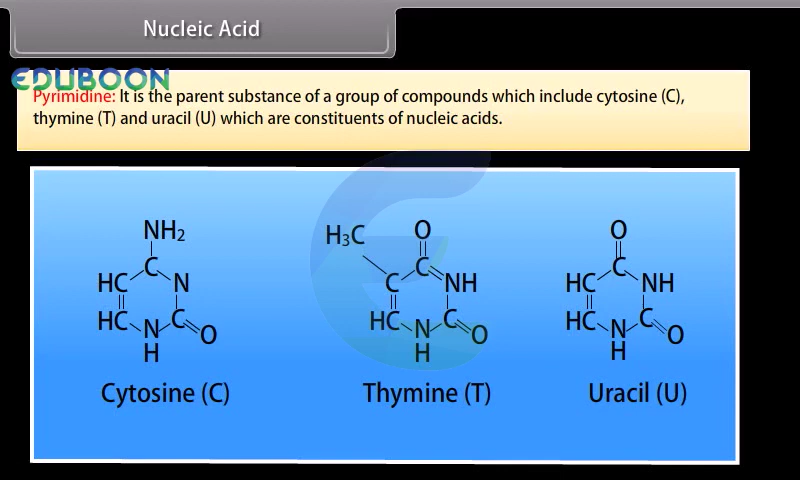 Nucleic Acid
EDUBOON
Pyrimidine: It is the parent substance of a group of compounds which include cytosine (C),
thymine (T) and uracil (U) which are constituents of nucleic acids.
NH₂
C
HC N
HC C
N O
H
Cytosine (C)
H₃C O
C
C NH
HC C
N O
H
Thymine (T)
O
C
HC NH
HC C
N O
H
Uracil (U)